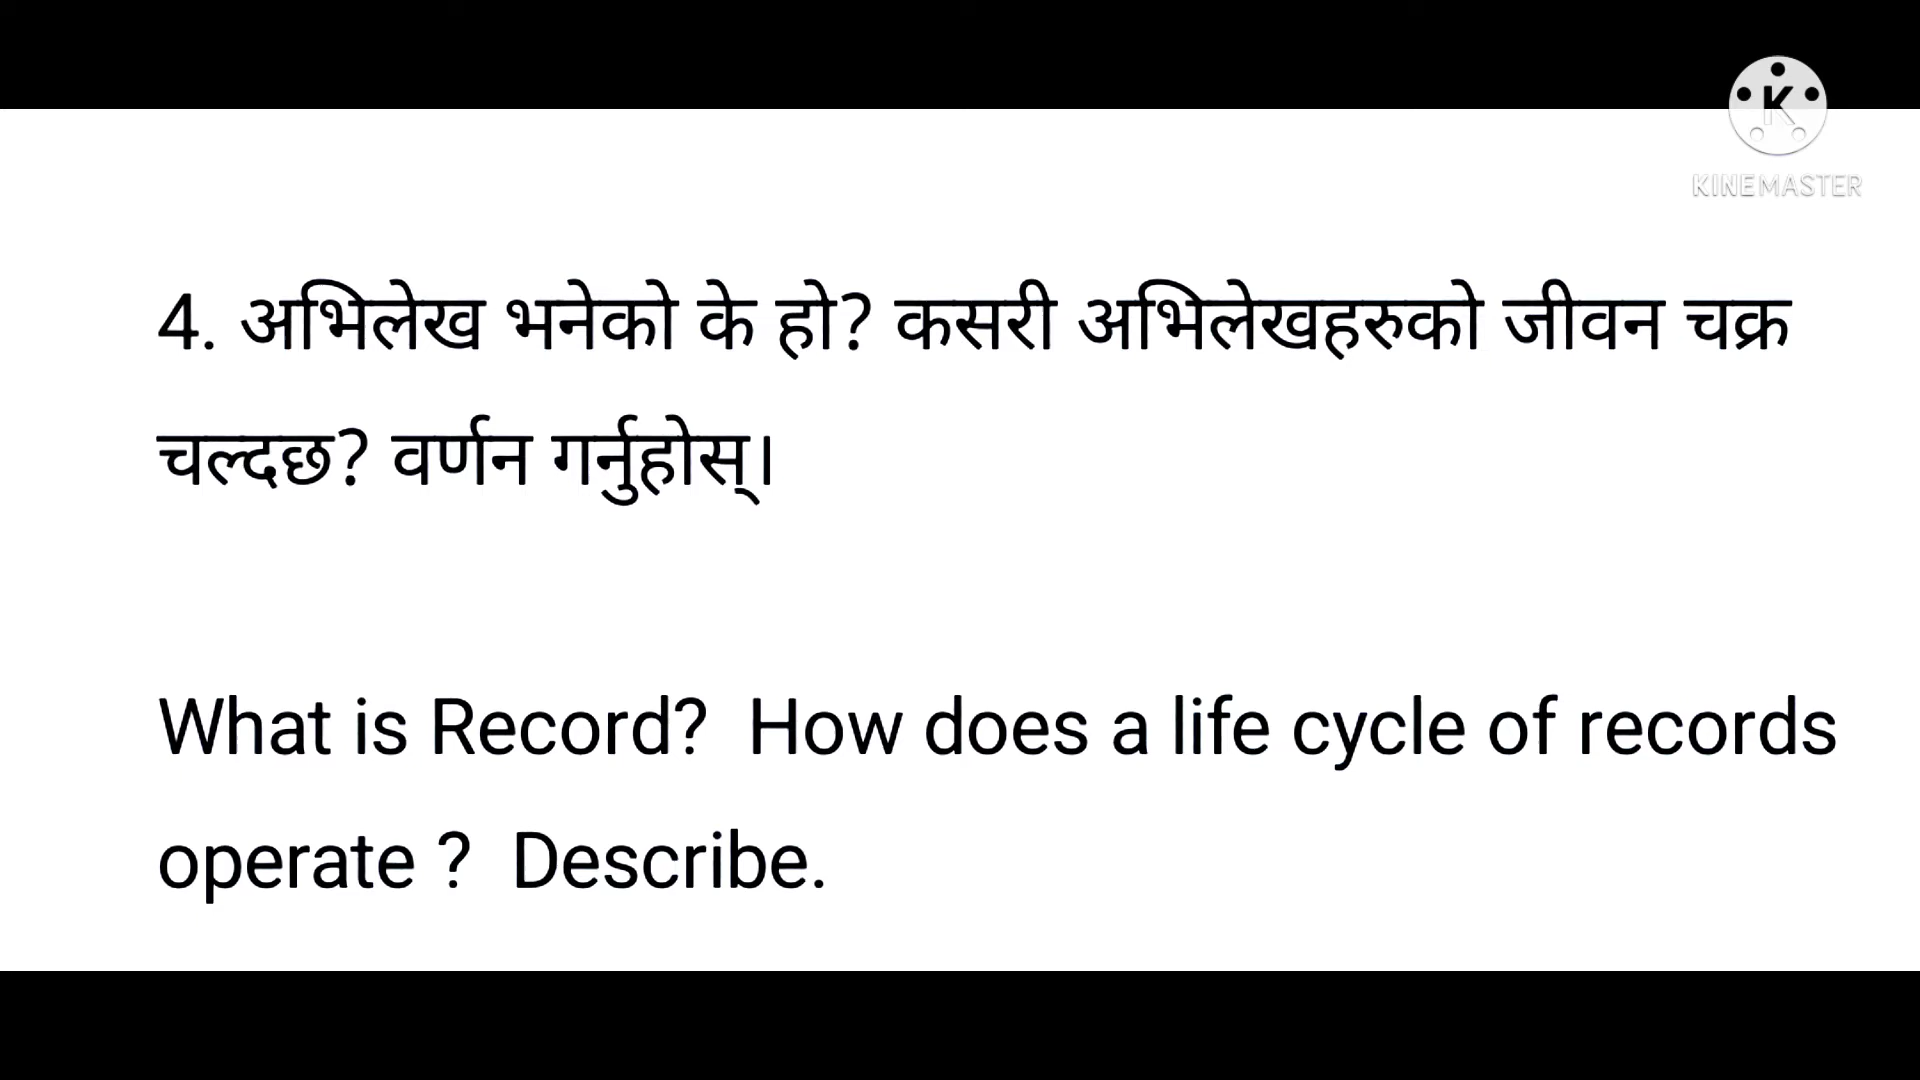 K
KINEMASTER
4. अभिलेख भनेको के हो? कसरी अभिलेखहरुको जीवन चक्र
चल्दछ? वर्णन गर्नुहोस्।
What is Record? How does a life cycle of records
operate ? Describe.